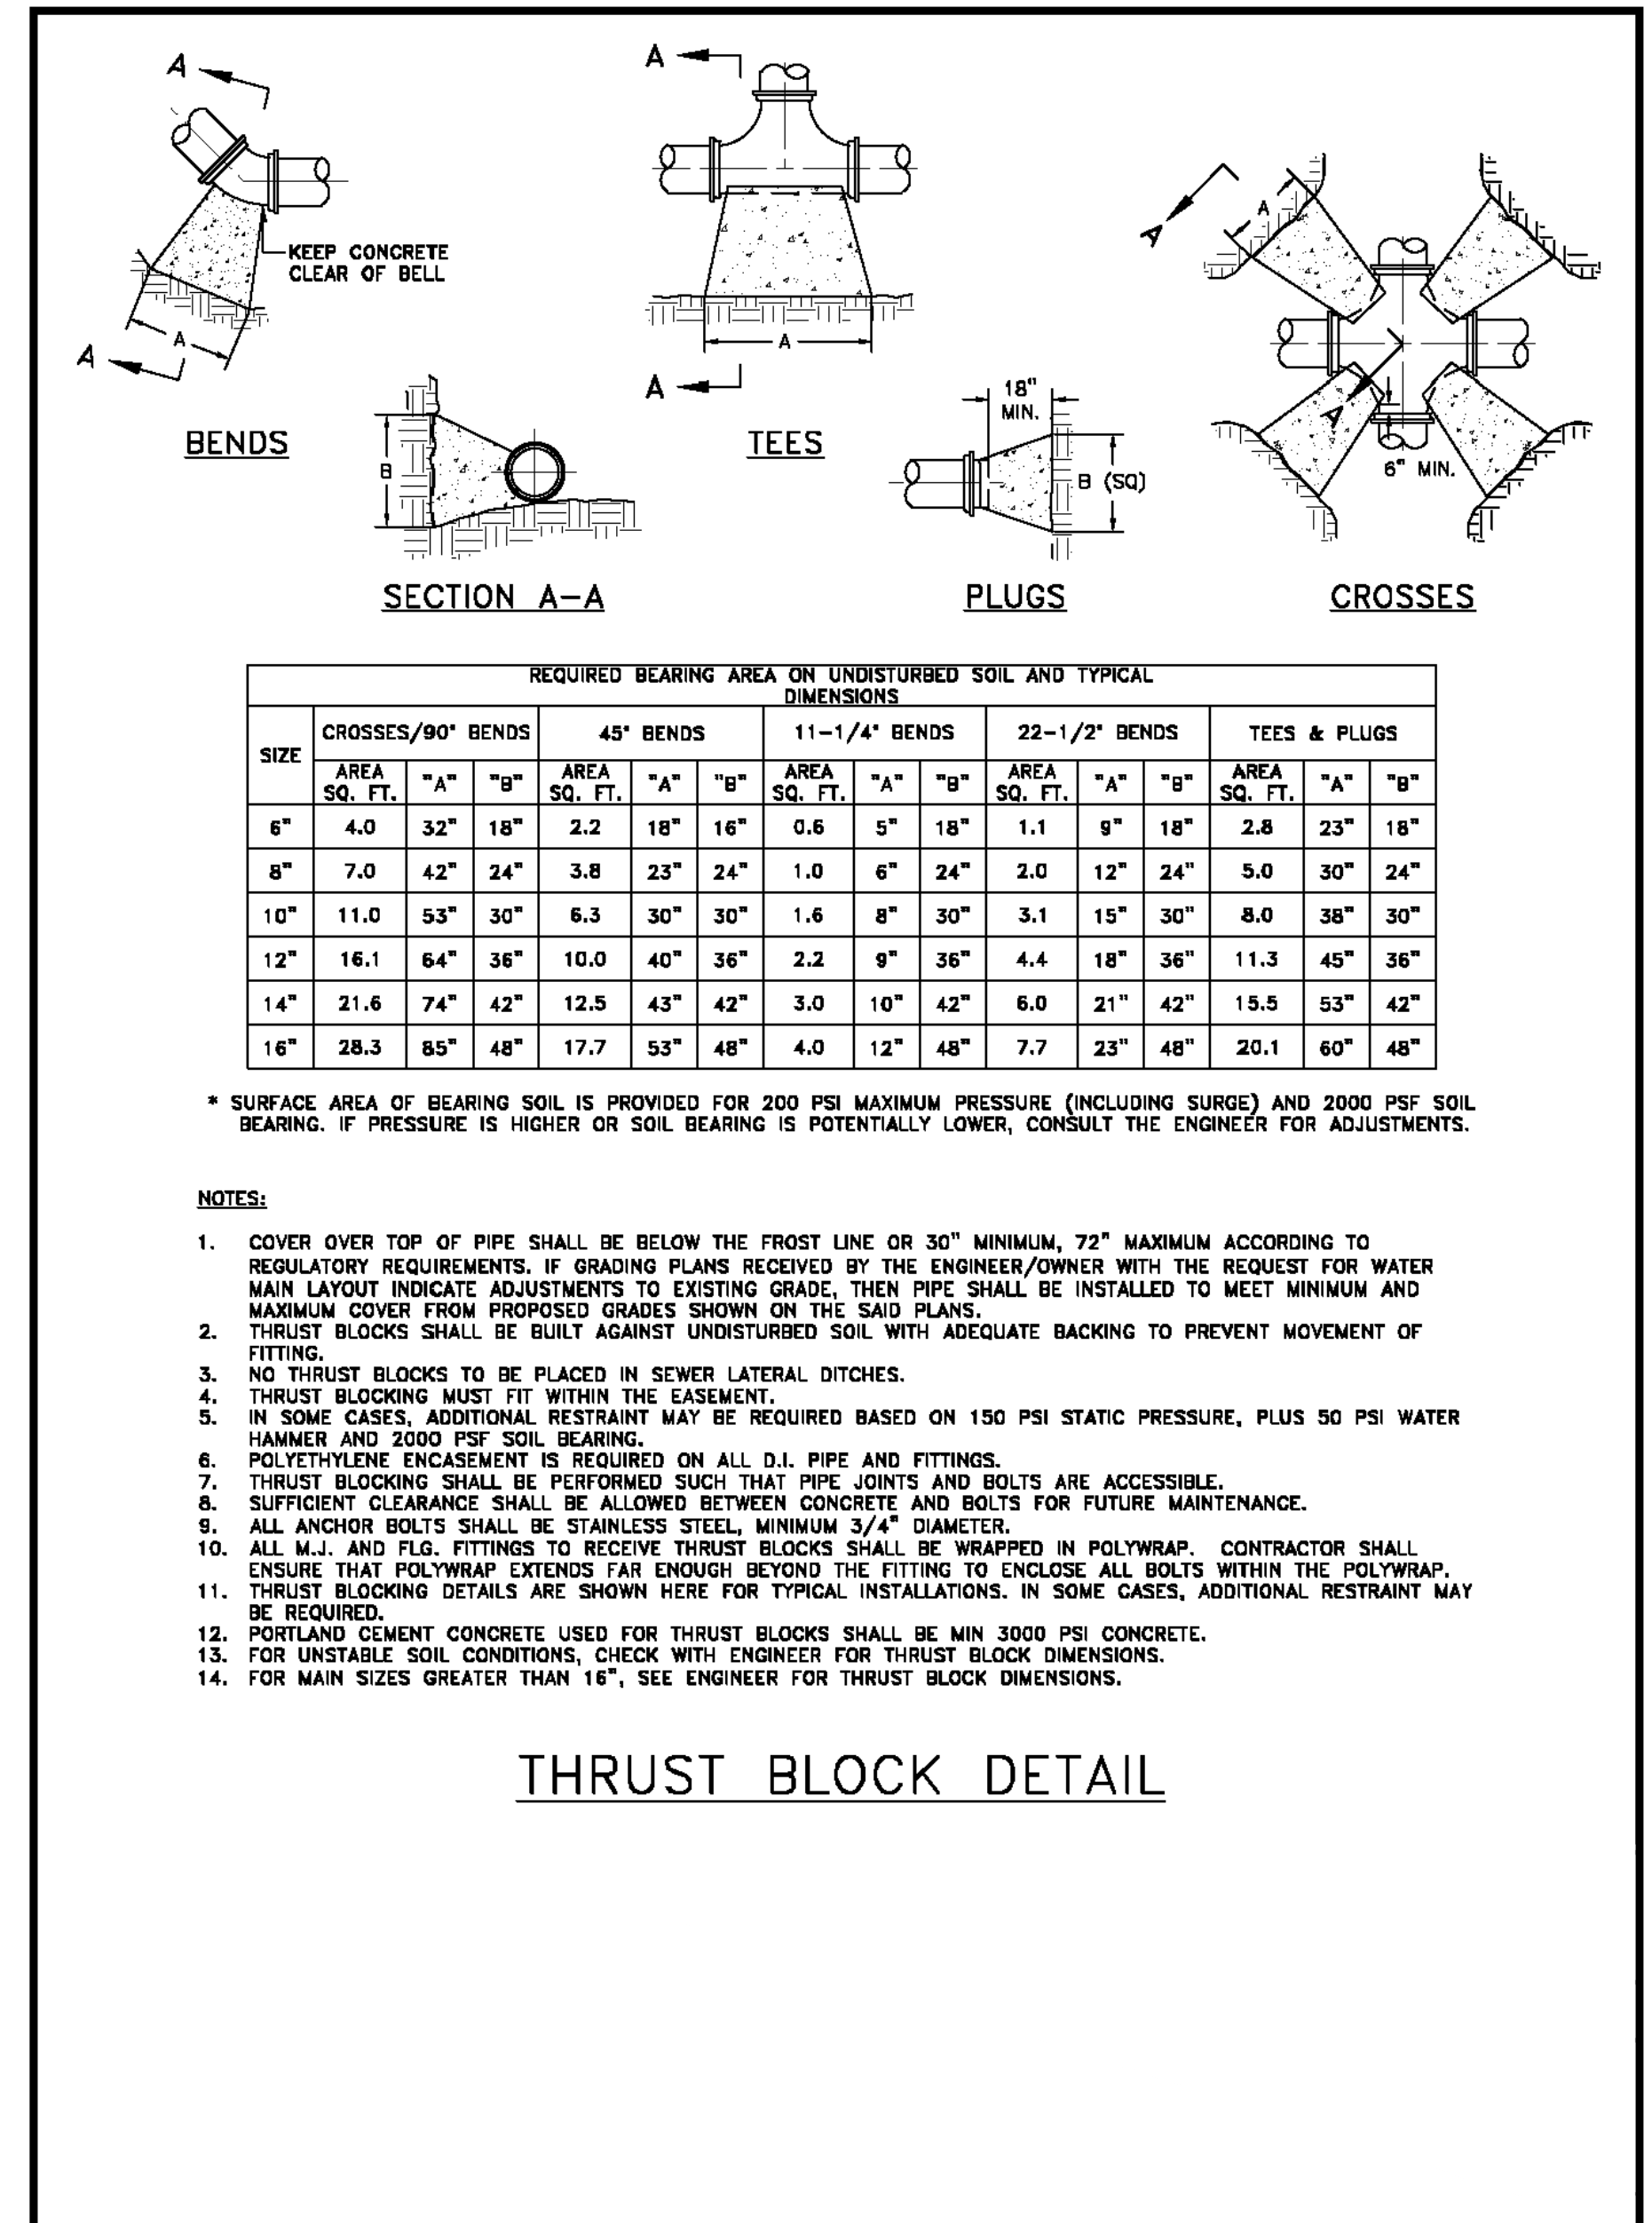 A
A
KEEP CONCRETE
CLEAR OF BELL
A
A
BENDS
A
A
A
TEES
B
SECTION A-A
18"
MIN.
B (SQ)
PLUGS
A
A
A
6" MIN.
CROSSES
REQUIRED BEARING AREA ON UNDISTURBED SOIL AND TYPICAL
DIMENSIONS
SIZE CROSSES/90° BENDS 45° BENDS 11-1/4° BENDS 22-1/2° BENDS TEES & PLUGS
AREA SQ. FT. "A" "B" AREA SQ. FT. "A" "B" AREA SQ. FT. "A" "B" AREA SQ. FT. "A" "B" AREA SQ. FT. "A" "B"
6" 4.0 32" 18" 2.2 18" 16" 0.6 5" 18" 1.1 9" 18" 2.8 23" 18"
8" 7.0 42" 24" 3.8 23" 24" 1.0 6" 24" 2.0 12" 24" 5.0 30" 24"
10" 11.0 53" 30" 6.3 30" 30" 1.6 8" 30" 3.1 15" 30" 8.0 38" 30"
12" 16.1 64" 36" 10.0 40" 36" 2.2 9" 36" 4.4 18" 36" 11.3 45" 36"
14" 21.6 74" 42" 12.5 43" 42" 3.0 10" 42" 6.0 21" 42" 15.5 53" 42"
16" 28.3 85" 48" 17.7 53" 48" 4.0 12" 48" 7.7 23" 48" 20.1 60" 48"
* SURFACE AREA OF BEARING SOIL IS PROVIDED FOR 200 PSI MAXIMUM PRESSURE (INCLUDING SURGE) AND 2000 PSF SOIL
BEARING. IF PRESSURE IS HIGHER OR SOIL BEARING IS POTENTIALLY LOWER, CONSULT THE ENGINEER FOR ADJUSTMENTS.
NOTES:
1. COVER OVER TOP OF PIPE SHALL BE BELOW THE FROST LINE OR 30" MINIMUM, 72" MAXIMUM ACCORDING TO
REGULATORY REQUIREMENTS. IF GRADING PLANS RECEIVED BY THE ENGINEER/OWNER WITH THE REQUEST FOR WATER
MAIN LAYOUT INDICATE ADJUSTMENTS TO EXISTING GRADE, THEN PIPE SHALL BE INSTALLED TO MEET MINIMUM AND
MAXIMUM COVER FROM PROPOSED GRADES SHOWN ON THE SAID PLANS.
2. THRUST BLOCKS SHALL BE BUILT AGAINST UNDISTURBED SOIL WITH ADEQUATE BACKING TO PREVENT MOVEMENT OF
FITTING.
3. NO THRUST BLOCKS TO BE PLACED IN SEWER LATERAL DITCHES.
4. THRUST BLOCKING MUST FIT WITHIN THE EASEMENT.
5. IN SOME CASES, ADDITIONAL RESTRAINT MAY BE REQUIRED BASED ON 150 PSI STATIC PRESSURE, PLUS 50 PSI WATER
HAMMER AND 2000 PSF SOIL BEARING.
6. POLYETHYLENE ENCASEMENT IS REQUIRED ON ALL D.I. PIPE AND FITTINGS.
7. THRUST BLOCKING SHALL BE PERFORMED SUCH THAT PIPE JOINTS AND BOLTS ARE ACCESSIBLE.
8. SUFFICIENT CLEARANCE SHALL BE ALLOWED BETWEEN CONCRETE AND BOLTS FOR FUTURE MAINTENANCE.
9. ALL ANCHOR BOLTS SHALL BE STAINLESS STEEL, MINIMUM 3/4" DIAMETER.
10. ALL M.J. AND FLG. FITTINGS TO RECEIVE THRUST BLOCKS SHALL BE WRAPPED IN POLYWRAP. CONTRACTOR SHALL
ENSURE THAT POLYWRAP EXTENDS FAR ENOUGH BEYOND THE FITTING TO ENCLOSE ALL BOLTS WITHIN THE POLYWRAP.
11. THRUST BLOCKING DETAILS ARE SHOWN HERE FOR TYPICAL INSTALLATIONS. IN SOME CASES, ADDITIONAL RESTRAINT MAY
BE REQUIRED.
12. PORTLAND CEMENT CONCRETE USED FOR THRUST BLOCKS SHALL BE MIN 3000 PSI CONCRETE.
13. FOR UNSTABLE SOIL CONDITIONS, CHECK WITH ENGINEER FOR THRUST BLOCK DIMENSIONS.
14. FOR MAIN SIZES GREATER THAN 16", SEE ENGINEER FOR THRUST BLOCK DIMENSIONS.
THRUST BLOCK DETAIL